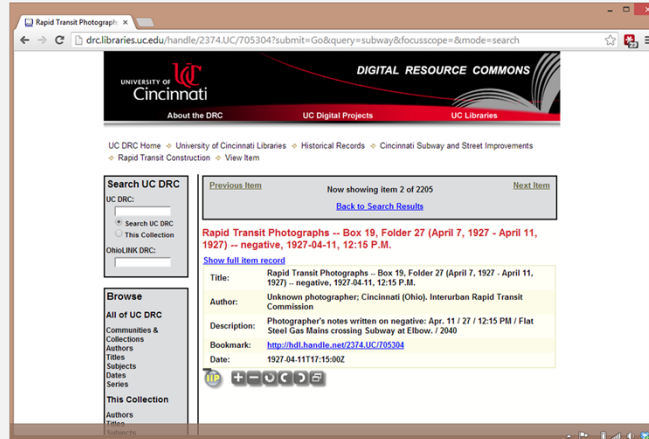 Rapid Transit Photograph
drc.libraries.uc.edu/handle/2374.UC/705304?submit=Go&query=subway&focusscope=&mode=search
23
UNIVERSITY OF
UC
Cincinnati
DIGITAL RESOURCE COMMONS
About the DRC UC Digital Projects UC Libraries
UC DRC Home University of Cincinnati Libraries Historical Records Cincinnati Subway and Street Improvements
Rapid Transit Construction View Item
Search UC DRC
UC DRC:
Search UC DRC
This Collection
OhioLINK DRC:
Browse
All of UC DRC
Communities &
Collections
Authors
Titles
Subjects
Dates
Series
This Collection
Authors
Titles
Subjects
Previous Item Now showing item 2 of 2205 Next Item
Back to Search Results
Rapid Transit Photographs -- Box 19, Folder 27 (April 7, 1927 - April 11,
1927) -- negative, 1927-04-11, 12:15 P.M.
Show full item record
Title: Rapid Transit Photographs -- Box 19, Folder 27 (April 7, 1927 - April 11,
1927) -- negative, 1927-04-11, 12:15 P.M.
Author: Unknown photographer; Cincinnati (Ohio). Interurban Rapid Transit
Commission
Description: Photographer's notes written on negative: Apr. 11 / 27 / 12:15 PM / Flat
Steel Gas Mains crossing Subway at Elbow. / 2040
Bookmark: http://hdl.handle.net/2374.UC/705304
Date: 1927-04-11T17:15:00Z
IIP